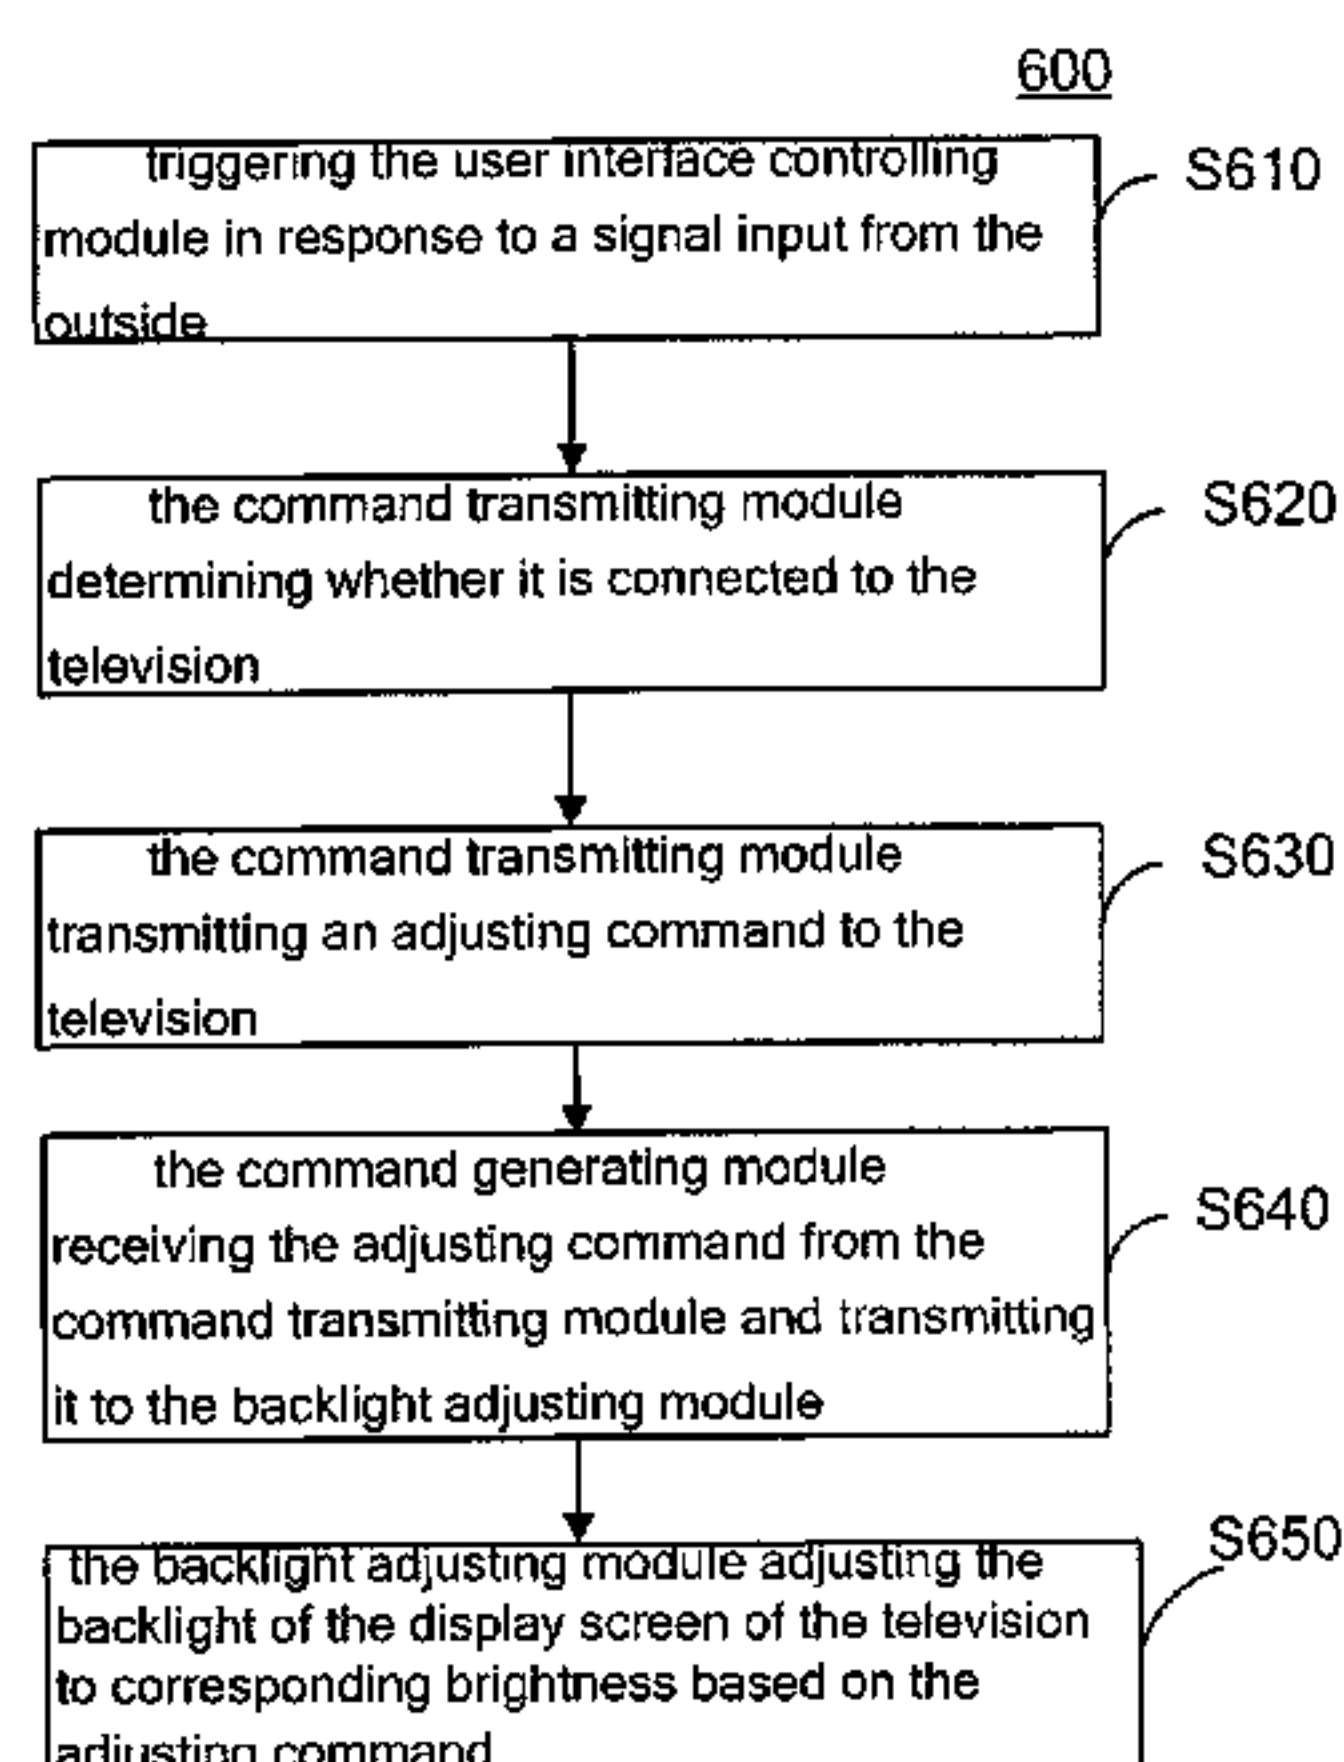 600
triggering the user interface controlling
module in response to a signal input from the
outside
S610
the command transmitting module
determining whether it is connected to the
television
S620
the command transmitting module
transmitting an adjusting command to the
television
S630
the command generating module
receiving the adjusting command from the
command transmitting module and transmitting
it to the backlight adjusting module
S640
the backlight adjusting module adjusting the
backlight of the display screen of the television
to corresponding brightness based on the
adjusting command
S650